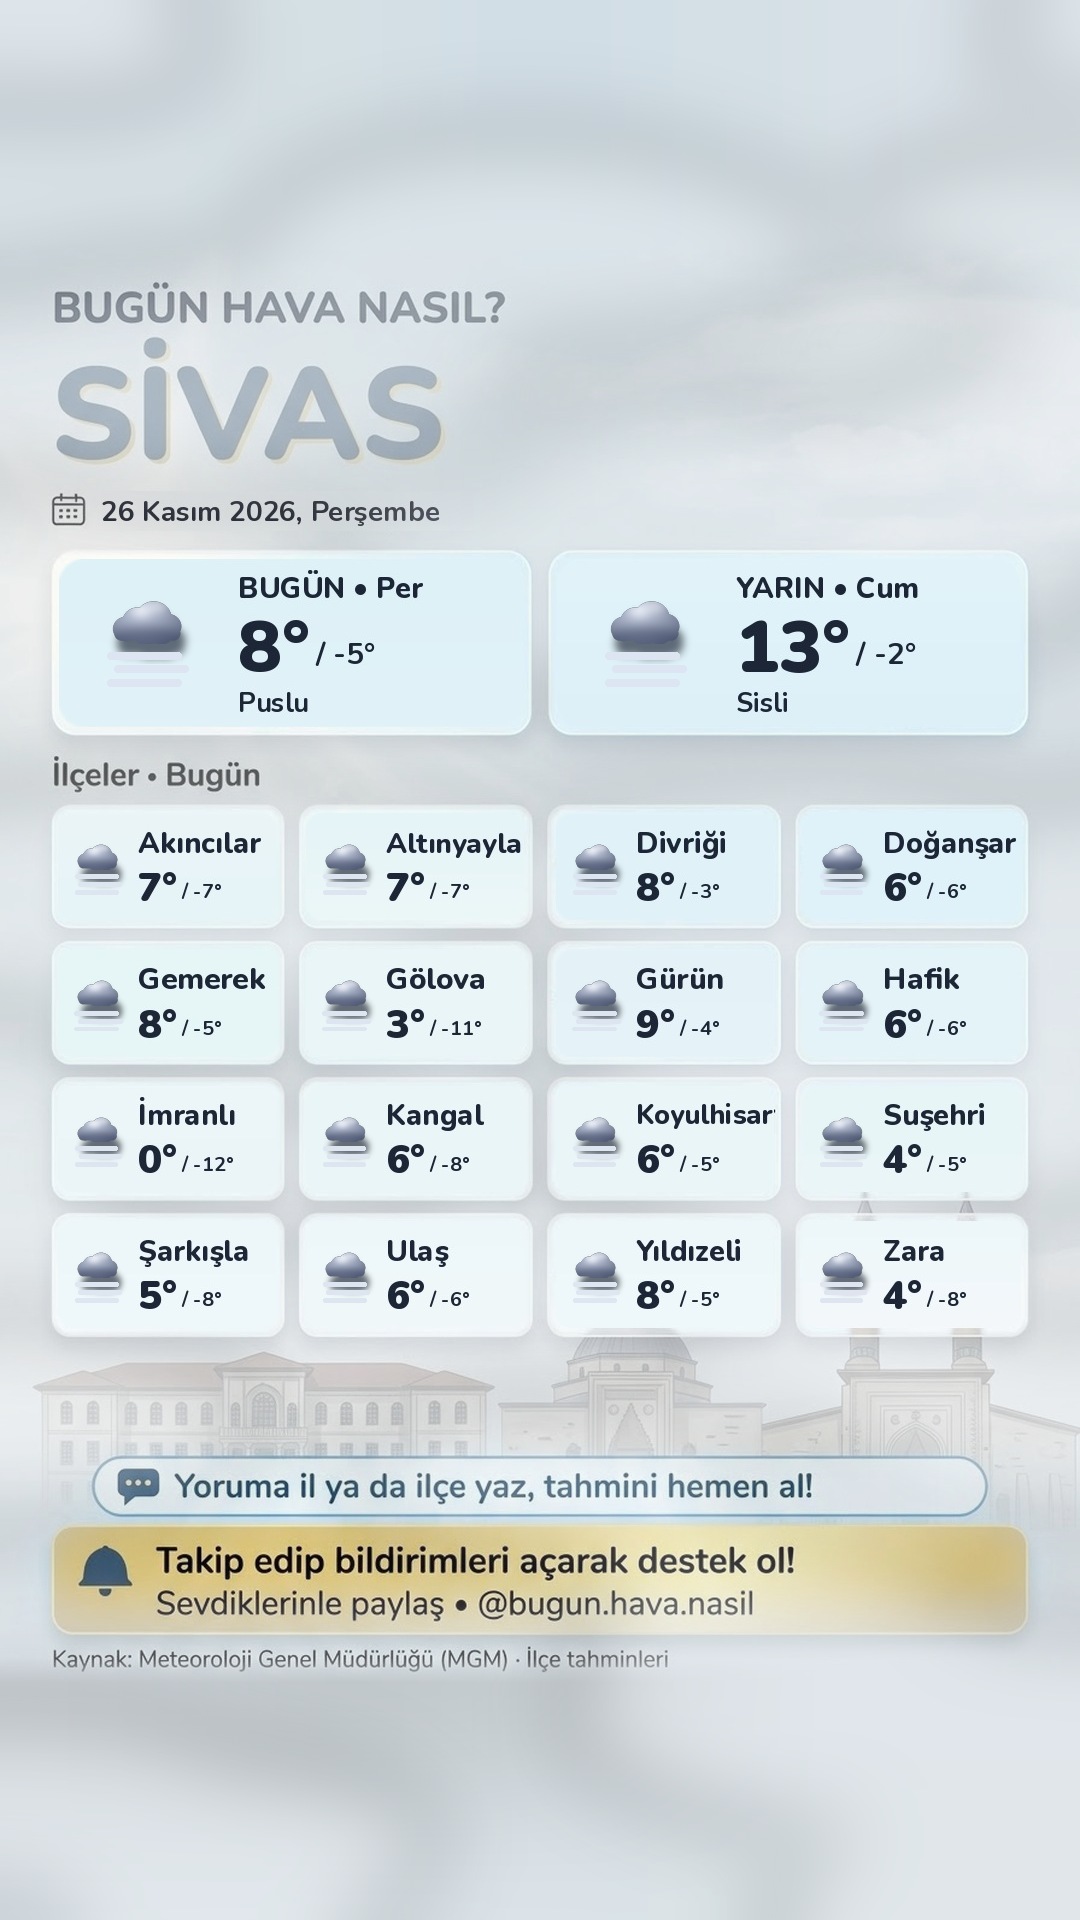 BUGÜN HAVA NASIL?
SİVAS
26 Kasım 2026, Perşembe
BUGÜN • Per
8° / -5°
Puslu
YARIN • Cum
13° / -2°
Sisli
İlçeler • Bugün
Akıncılar
7° / -7°
Altınyayla
7° / -7°
Divriği
8° / -3°
Doğanşar
6° / -6°
Gemerek
8° / -5°
Gölova
3° / -11°
Gürün
9° / -4°
Hafik
6° / -6°
İmranlı
0° / -12°
Kangal
6° / -8°
Koyulhisar
6° / -5°
Suşehri
4° / -5°
Şarkışla
5° / -8°
Ulaş
6° / -6°
Yıldızeli
8° / -5°
Zara
4° / -8°
Yoruma il ya da ilçe yaz, tahmini hemen al!
Takip edip bildirimleri açarak destek ol!
Sevdiklerinle paylaş • @bugun.hava.nasil
Kaynak: Meteoroloji Genel Müdürlüğü (MGM) · İlçe tahminleri